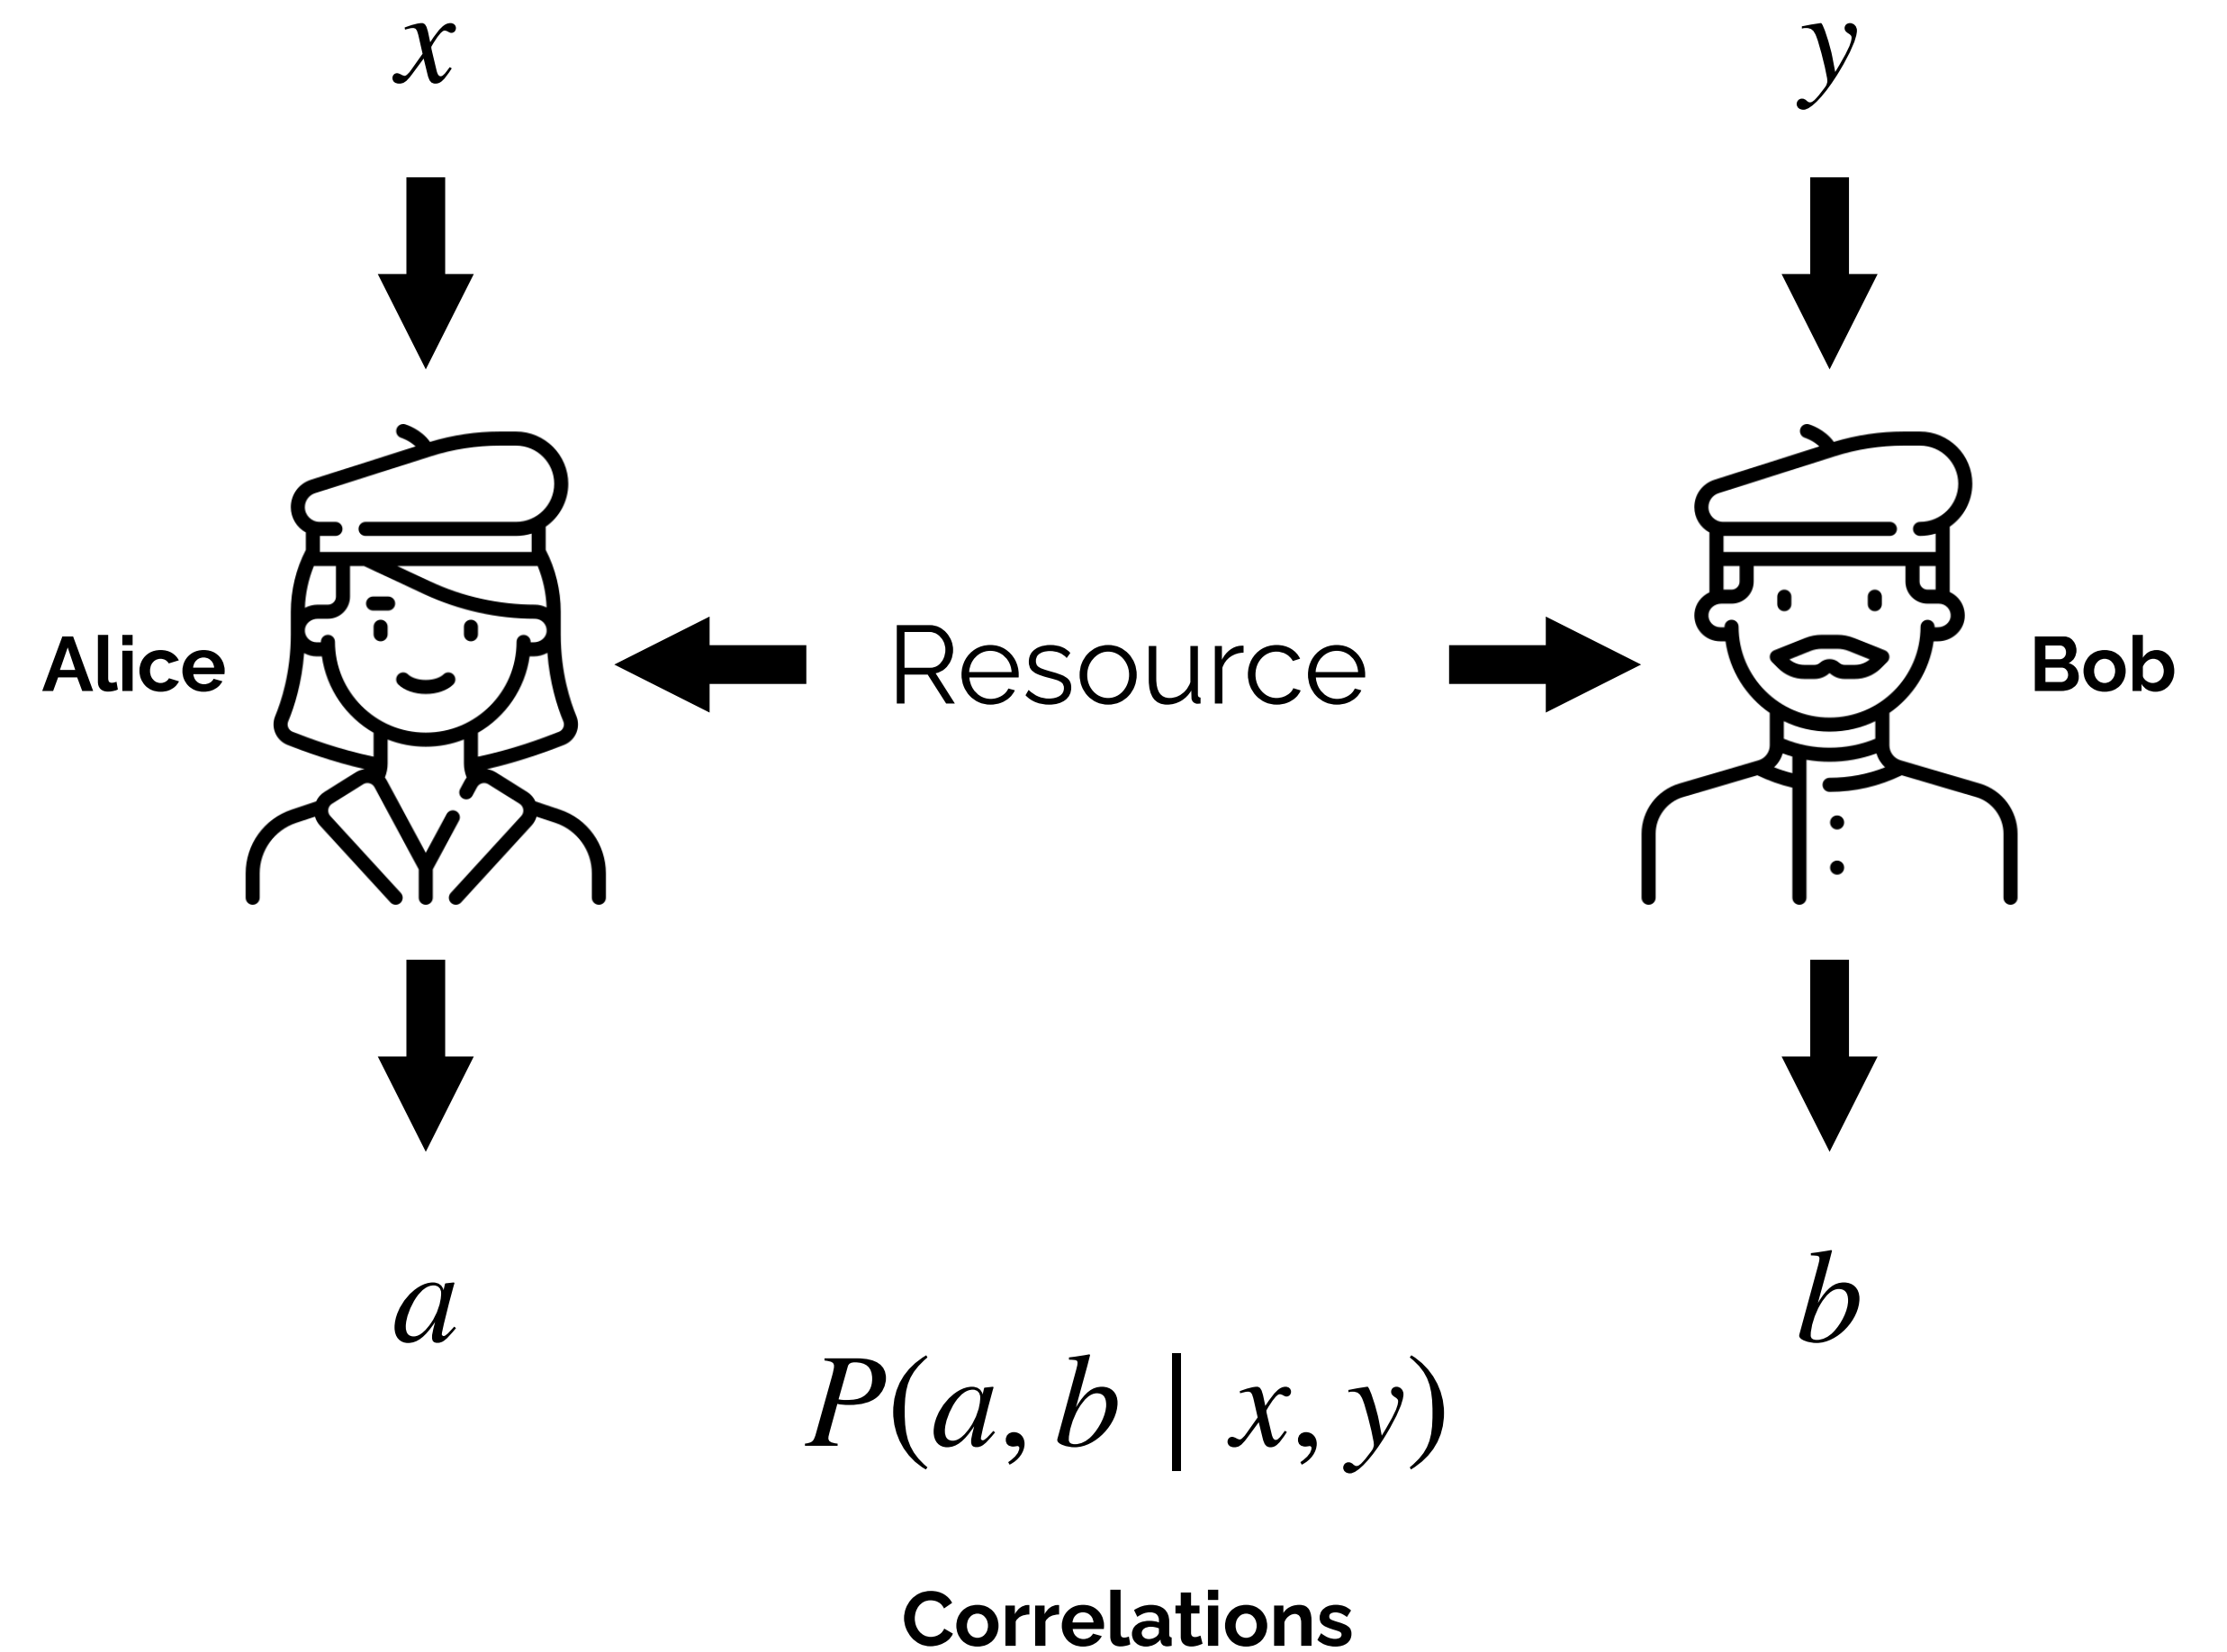 x
y
Alice
Resource
Bob
a
b
P(a, b | x, y)
Correlations